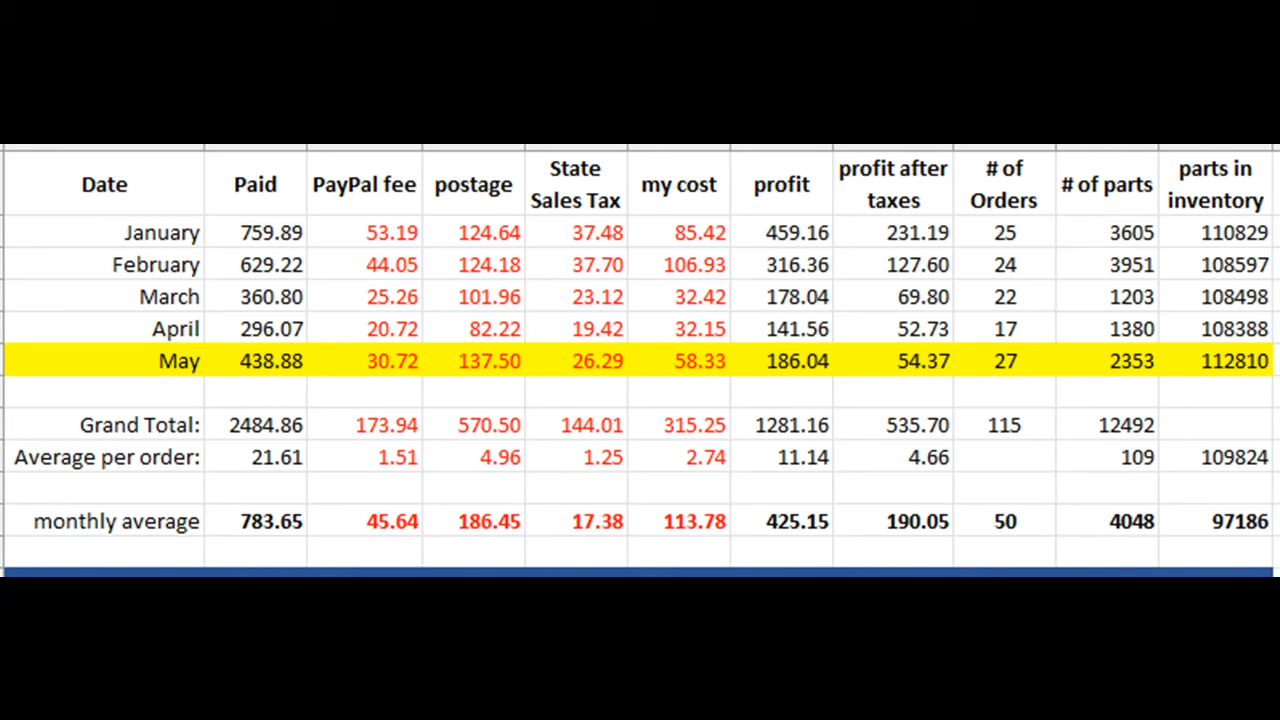 Date Paid PayPal fee postage State Sales Tax my cost profit profit after taxes # of Orders # of parts parts in inventory
January 759.89 53.19 124.64 37.48 85.42 459.16 231.19 25 3605 110829
February 629.22 44.05 124.18 37.70 106.93 316.36 127.60 24 3951 108597
March 360.80 25.26 101.96 23.12 32.42 178.04 69.80 22 1203 108498
April 296.07 20.72 82.22 19.42 32.15 141.56 52.73 17 1380 108388
May 438.88 30.72 137.50 26.29 58.33 186.04 54.37 27 2353 112810
Grand Total: 2484.86 173.94 570.50 144.01 315.25 1281.16 535.70 115 12492
Average per order: 21.61 1.51 4.96 1.25 2.74 11.14 4.66 109 109824
monthly average 783.65 45.64 186.45 17.38 113.78 425.15 190.05 50 4048 97186